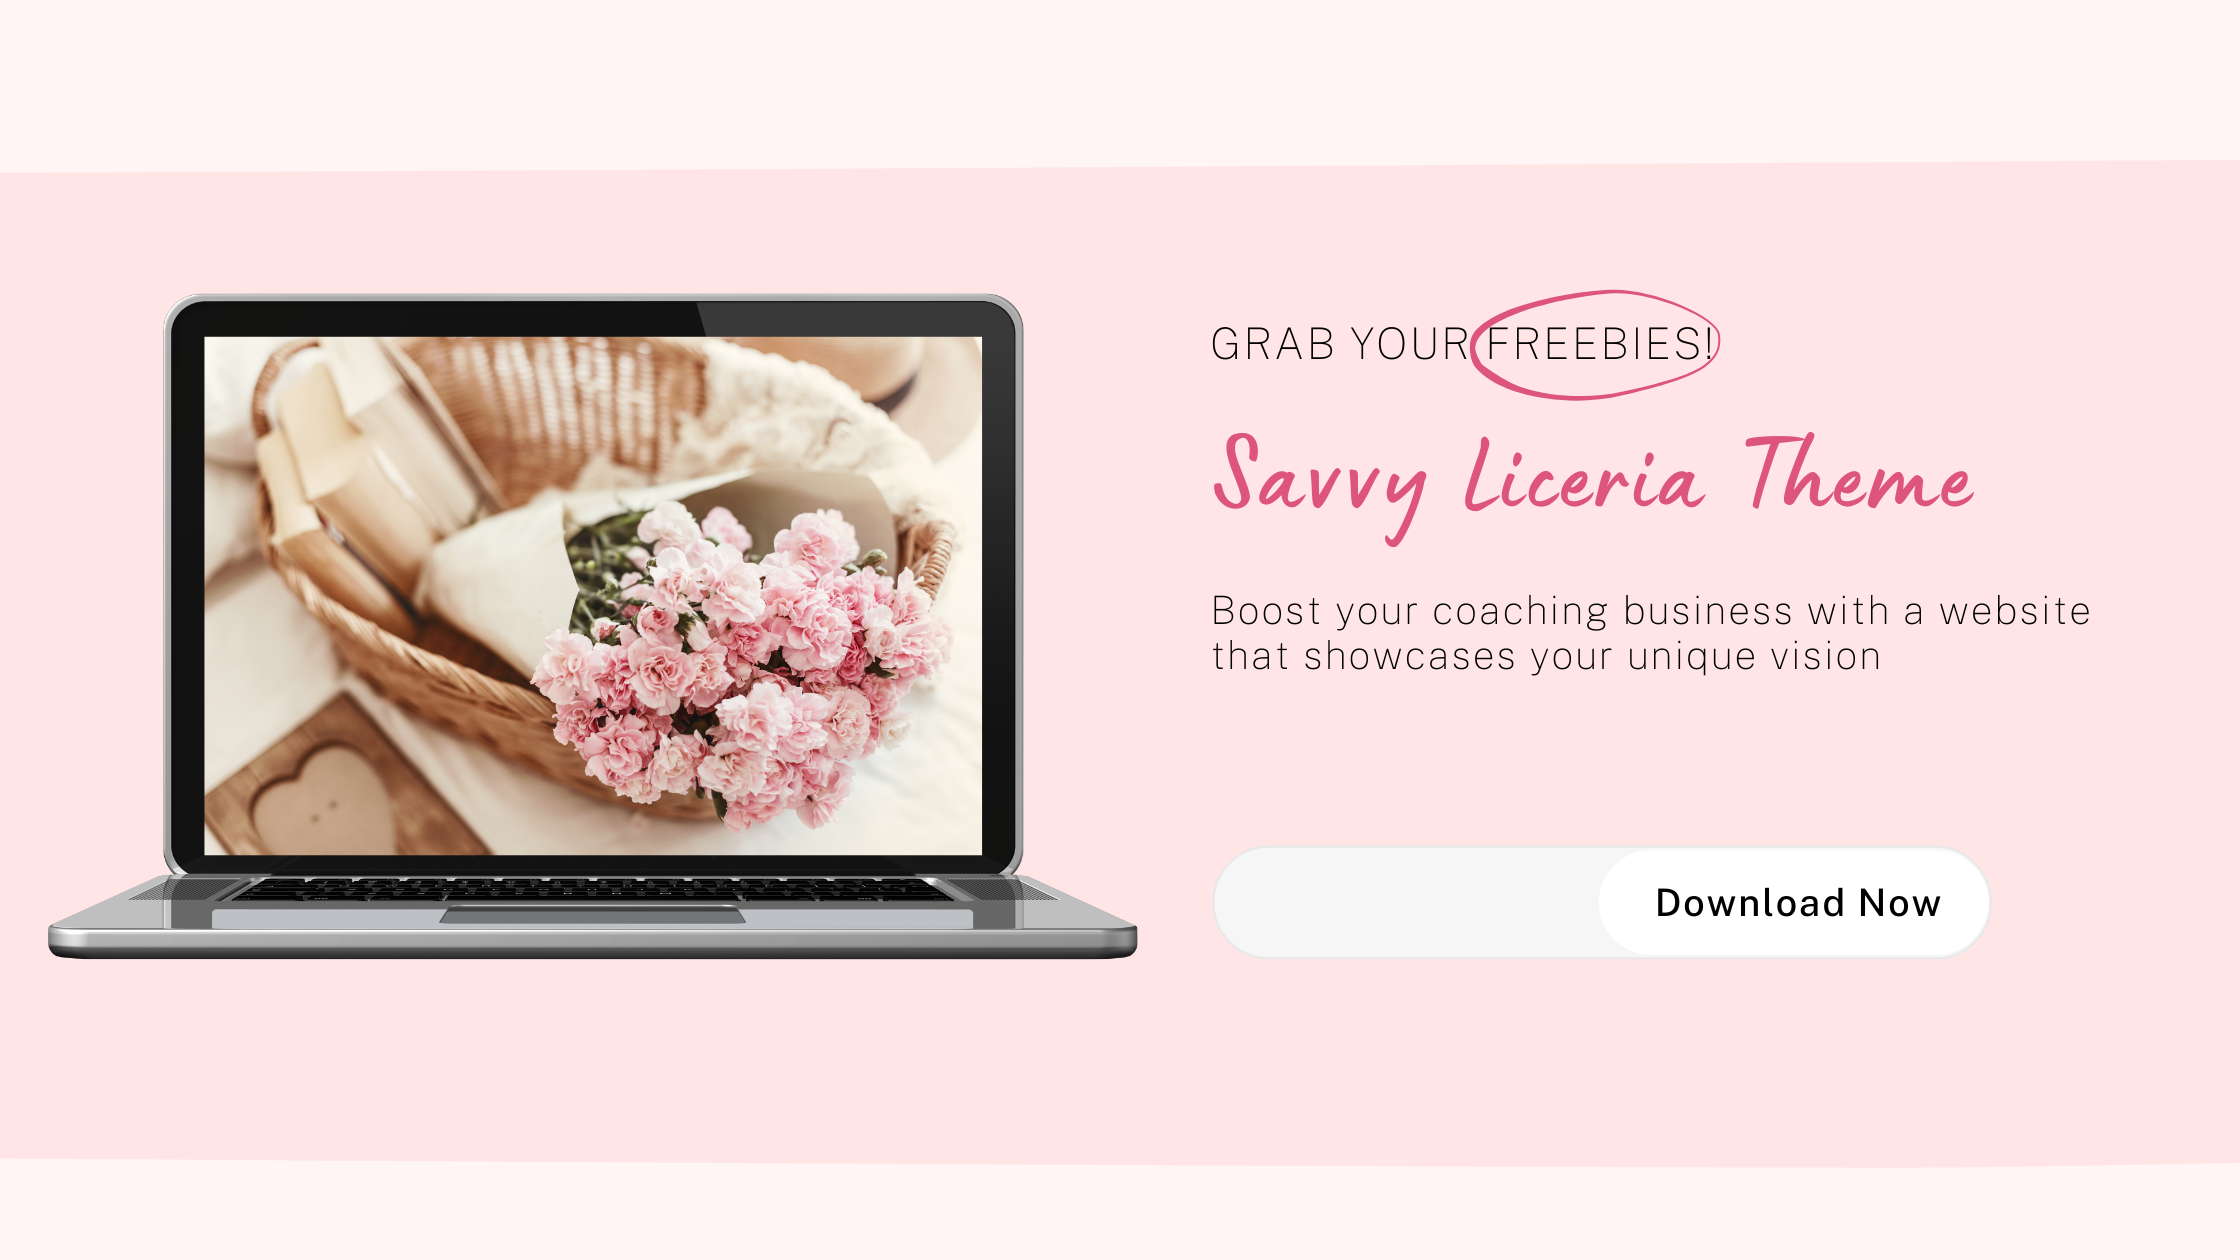 GRAB YOUR FREEBIES!
Savvy Liceria Theme
Boost your coaching business with a website
that showcases your unique vision
Download Now